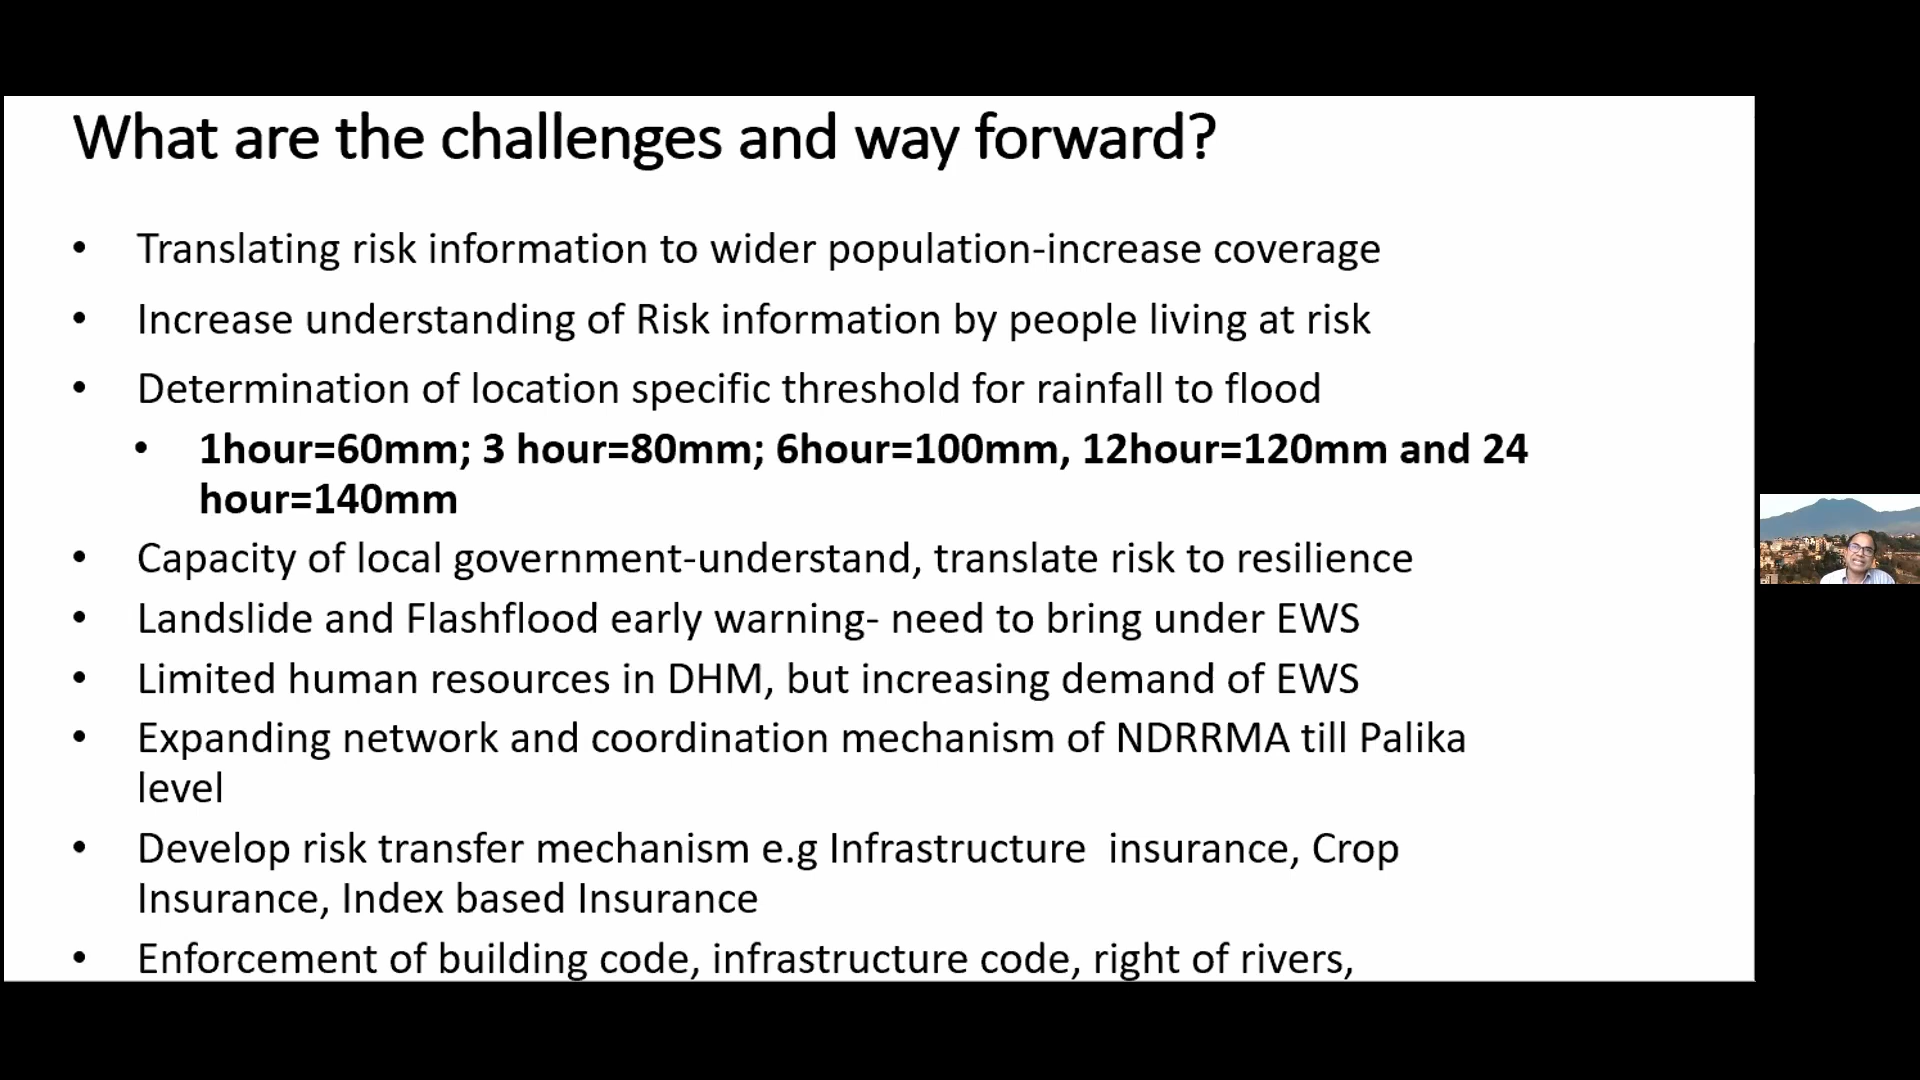 What are the challenges and way forward?
• Translating risk information to wider population-increase coverage
• Increase understanding of Risk information by people living at risk
• Determination of location specific threshold for rainfall to flood
• 1hour=60mm; 3 hour=80mm; 6hour=100mm, 12hour=120mm and 24
hour=140mm
• Capacity of local government-understand, translate risk to resilience
• Landslide and Flashflood early warning- need to bring under EWS
• Limited human resources in DHM, but increasing demand of EWS
• Expanding network and coordination mechanism of NDRRMA till Palika
level
• Develop risk transfer mechanism e.g Infrastructure  insurance, Crop
Insurance, Index based Insurance
• Enforcement of building code, infrastructure code, right of rivers,